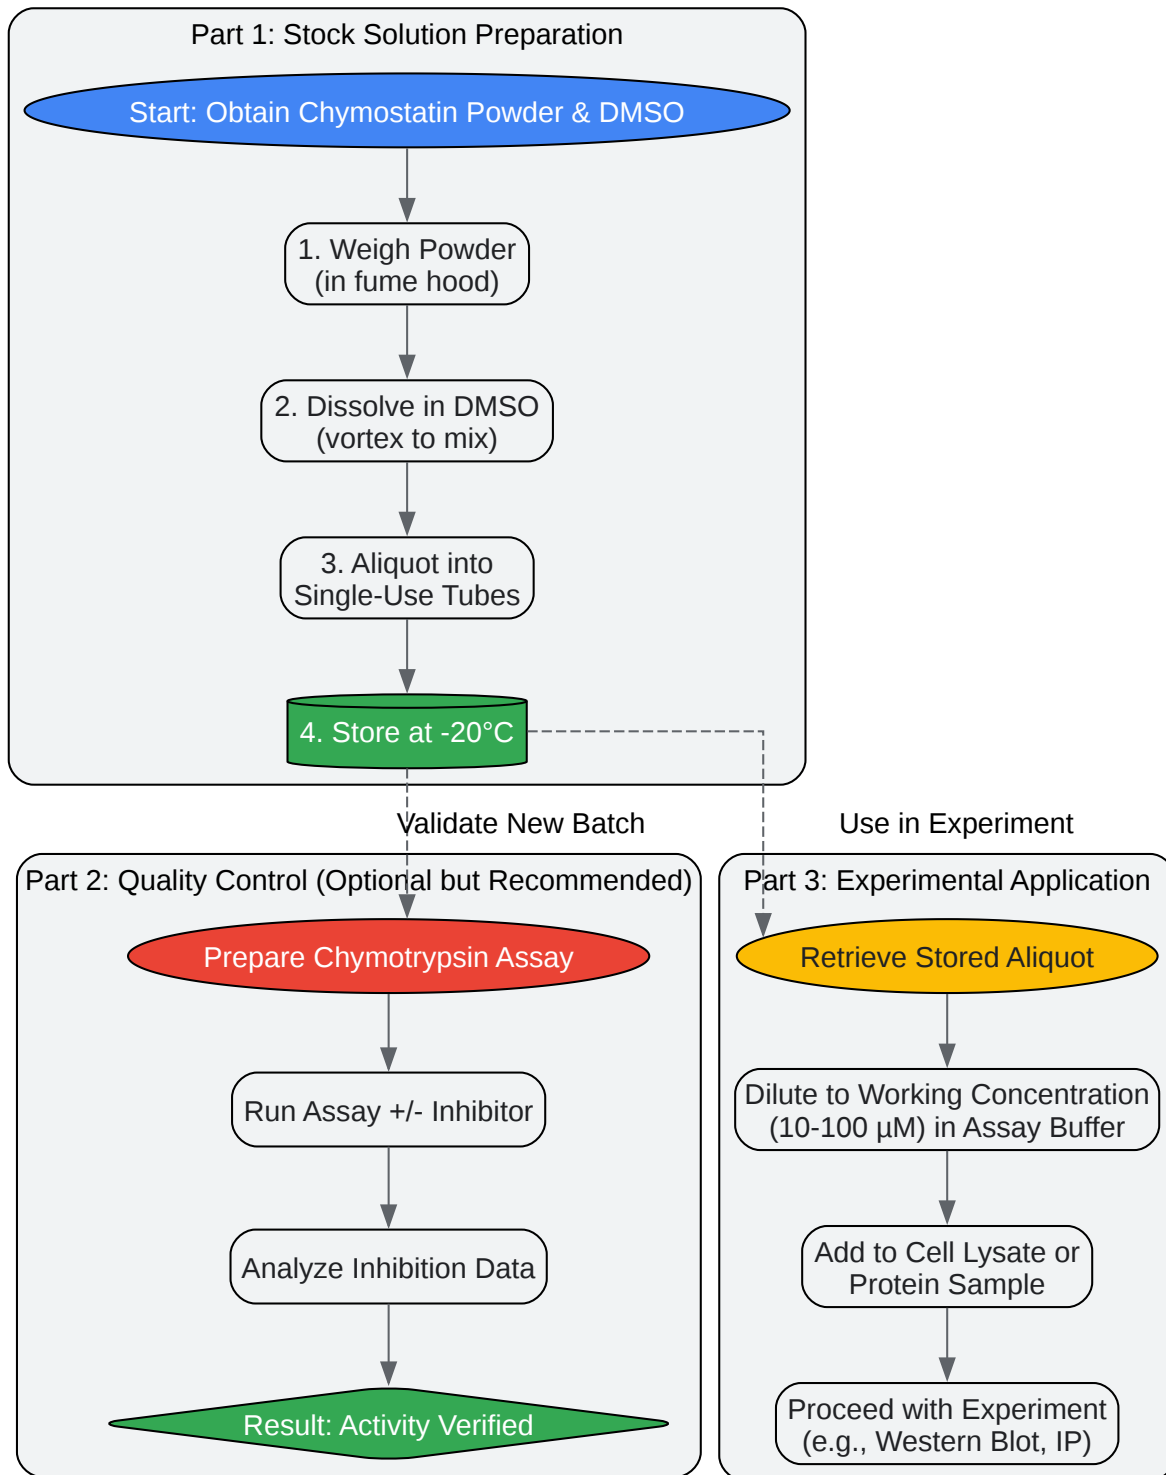 Part 1: Stock Solution Preparation
Start: Obtain Chymostatin Powder & DMSO
1. Weigh Powder
(in fume hood)
2. Dissolve in DMSO
(vortex to mix)
3. Aliquot into
Single-Use Tubes
4. Store at -20°C
Validate New Batch
Use in Experiment
Part 2: Quality Control (Optional but Recommended)
Prepare Chymotrypsin Assay
Run Assay +/- Inhibitor
Analyze Inhibition Data
Result: Activity Verified
Part 3: Experimental Application
Retrieve Stored Aliquot
Dilute to Working Concentration
(10-100 µM) in Assay Buffer
Add to Cell Lysate or
Protein Sample
Proceed with Experiment
(e.g., Western Blot, IP)